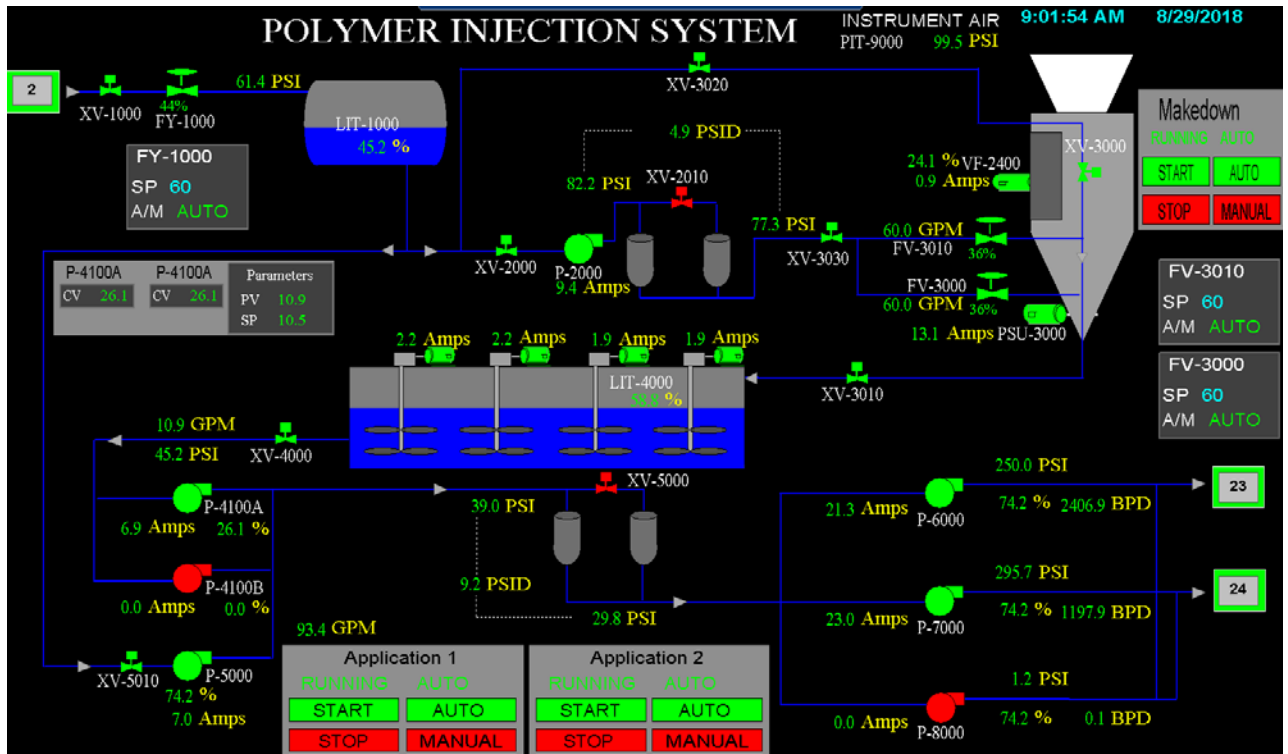 POLYMER INJECTION SYSTEM
INSTRUMENT AIR
PIT-9000 99.5 PSI
9:01:54 AM 8/29/2018
2
XV-1000
44%
FY-1000
61.4 PSI
LIT-1000
45.2 %
XV-3020
4.9 PSID
82.2 PSI
XV-2010
77.3 PSI
24.1 % VF-2400
0.9 Amps
XV-3000
Makedown
RUNNING AUTO
START AUTO
STOP MANUAL
FY-1000
SP 60
A/M AUTO
XV-2000
P-2000
9.4 Amps
XV-3030
60.0 GPM
FV-3010
36%
FV-3000
60.0 GPM
36%
13.1 Amps PSU-3000
FV-3010
SP 60
A/M AUTO
FV-3000
SP 60
A/M AUTO
P-4100A P-4100A Parameters
CV 26.1 CV 26.1 PV 10.9
SP 10.5
2.2 Amps 2.2 Amps 1.9 Amps 1.9 Amps
LIT-4000
58.8 %
XV-3010
10.9 GPM
45.2 PSI
XV-4000
XV-5000
P-4100A
6.9 Amps 26.1 %
P-4100B
0.0 Amps 0.0 %
39.0 PSI
9.2 PSID
29.8 PSI
250.0 PSI
21.3 Amps P-6000 74.2 % 2406.9 BPD
23
295.7 PSI
23.0 Amps P-7000 74.2 % 1197.9 BPD
24
1.2 PSI
0.0 Amps P-8000 74.2 % 0.1 BPD
93.4 GPM
XV-5010
P-5000
74.2 %
7.0 Amps
Application 1
RUNNING AUTO
START AUTO
STOP MANUAL
Application 2
RUNNING AUTO
START AUTO
STOP MANUAL